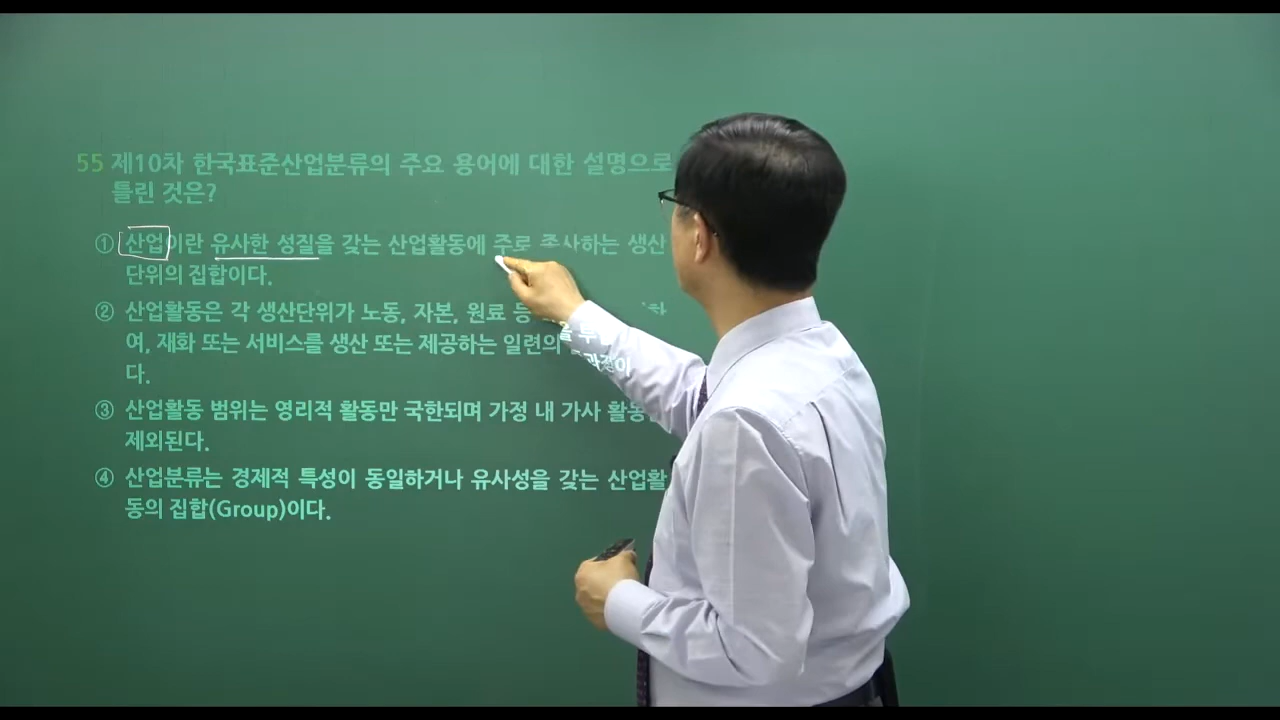 55 제10차 한국표준산업분류의 주요 용어에 대한 설명으로
틀린 것은?
① 산업이란 유사한 성질을 갖는 산업활동에 주로 종사하는 생산
단위의 집합이다.
② 산업활동은 각 생산단위가 노동, 자본, 원료 등
여, 재화 또는 서비스를 생산 또는 제공하는 일련의
다.
③ 산업활동 범위는 영리적 활동만 국한되며 가정 내 가사 활동
제외된다.
④ 산업분류는 경제적 특성이 동일하거나 유사성을 갖는 산업활
동의 집합(Group)이다.